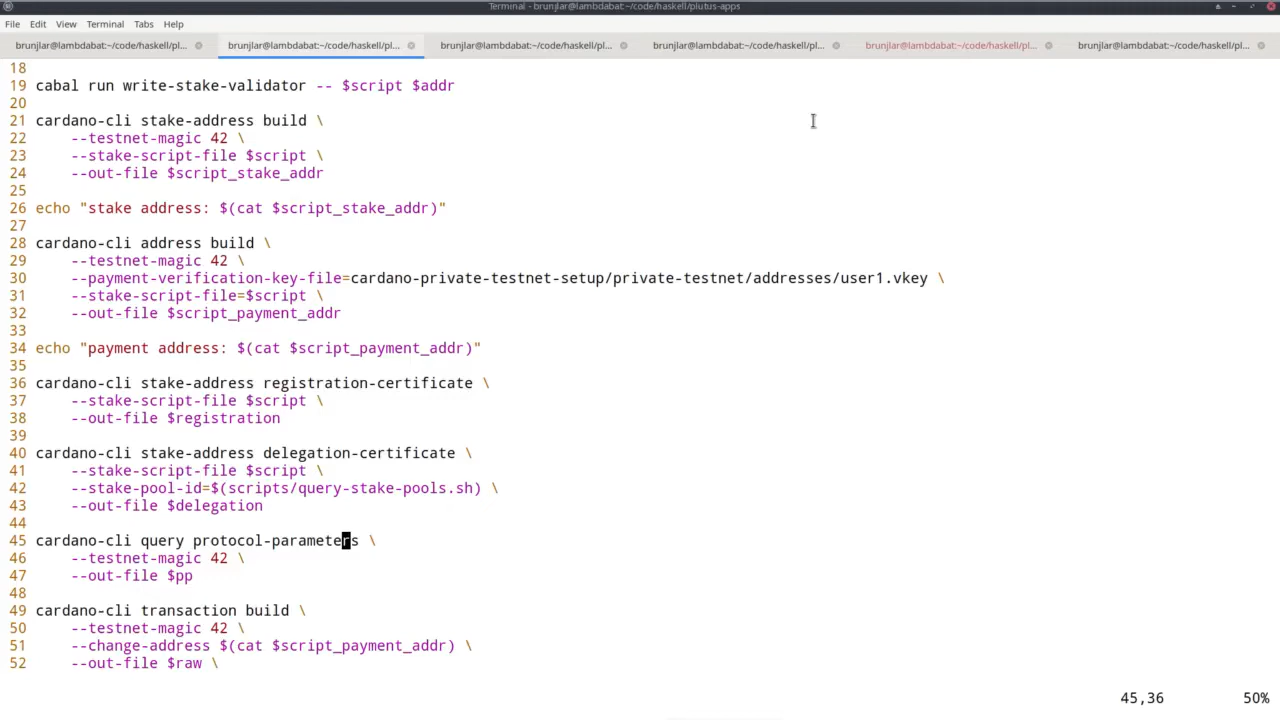 Terminal - brunjlar@lambdabat:~/code/haskell/plutus-apps
File Edit View Terminal Tabs Help
brunjlar@lambdabat:~/code/haskell/pl... brunjlar@lambdabat:~/code/haskell/pl... brunjlar@lambdabat:~/code/haskell/pl... brunjlar@lambdabat:~/code/haskell/pl... brunjlar@lambdabat:~/code/haskell/pl... brunjlar@lambdabat:~/code/haskell/pl...
18
19 cabal run write-stake-validator -- $script $addr
20
21 cardano-cli stake-address build \
22     --testnet-magic 42 \
23     --stake-script-file $script \
24     --out-file $script_stake_addr
25
26 echo "stake address: $(cat $script_stake_addr)"
27
28 cardano-cli address build \
29     --testnet-magic 42 \
30     --payment-verification-key-file=cardano-private-testnet-setup/private-testnet/addresses/user1.vkey \
31     --stake-script-file=$script \
32     --out-file $script_payment_addr
33
34 echo "payment address: $(cat $script_payment_addr)"
35
36 cardano-cli stake-address registration-certificate \
37     --stake-script-file $script \
38     --out-file $registration
39
40 cardano-cli stake-address delegation-certificate \
41     --stake-script-file $script \
42     --stake-pool-id=$(scripts/query-stake-pools.sh) \
43     --out-file $delegation
44
45 cardano-cli query protocol-parameters \
46     --testnet-magic 42 \
47     --out-file $pp
48
49 cardano-cli transaction build \
50     --testnet-magic 42 \
51     --change-address $(cat $script_payment_addr) \
52     --out-file $raw \
45,36 50%